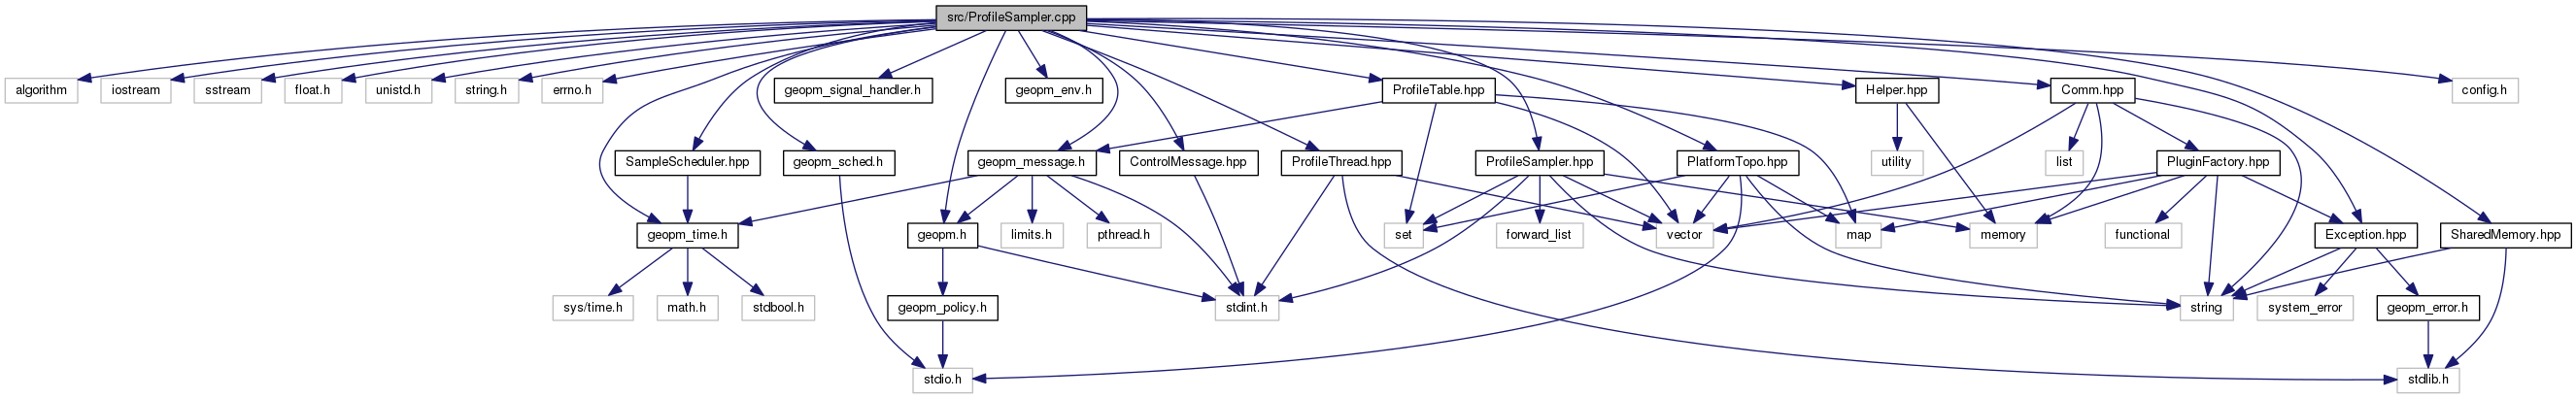 src/ProfileSampler.cpp
algorithm
iostream
sstream
float.h
unistd.h
string.h
errno.h
geopm_signal_handler.h
geopm_env.h
ProfileTable.hpp
Helper.hpp
Comm.hpp
config.h
SampleScheduler.hpp
geopm_sched.h
geopm_message.h
ControlMessage.hpp
ProfileThread.hpp
ProfileSampler.hpp
PlatformTopo.hpp
utility
list
PluginFactory.hpp
geopm_time.h
geopm.h
limits.h
pthread.h
set
forward_list
vector
map
memory
functional
Exception.hpp
SharedMemory.hpp
sys/time.h
math.h
stdbool.h
geopm_policy.h
stdint.h
string
system_error
geopm_error.h
stdio.h
stdlib.h